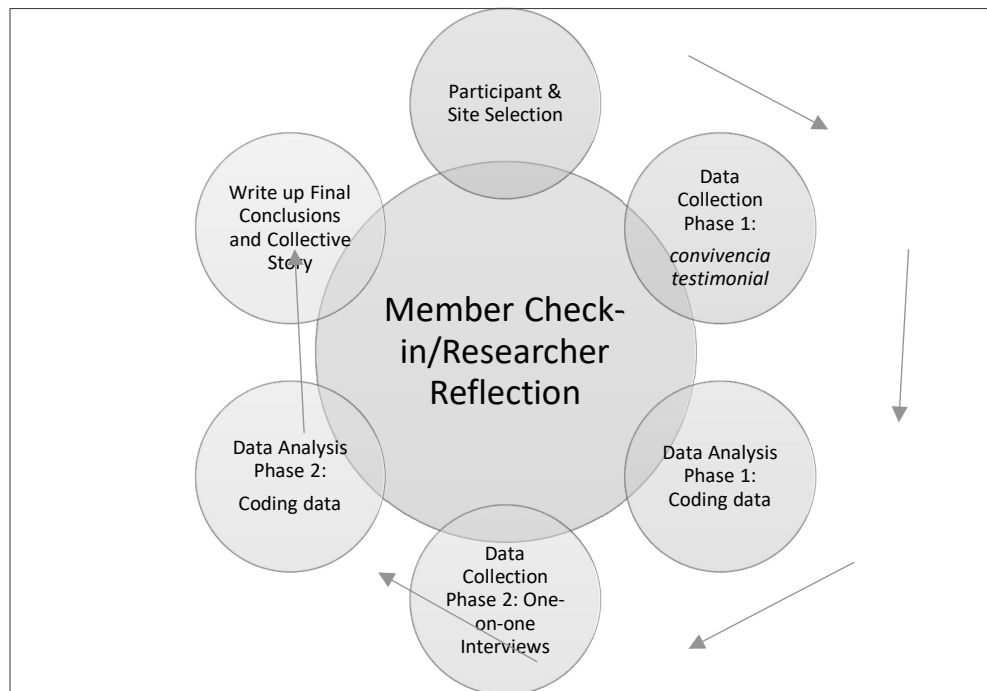 Participant &
Site Selection
Data
Collection
Phase 1:
convivencia
testimonial
Data Analysis
Phase 1:
Coding data
Data
Collection
Phase 2: One-
on-one
Interviews
Data Analysis
Phase 2:
Coding data
Write up Final
Conclusions
and Collective
Story
Member Check-
in/Researcher
Reflection